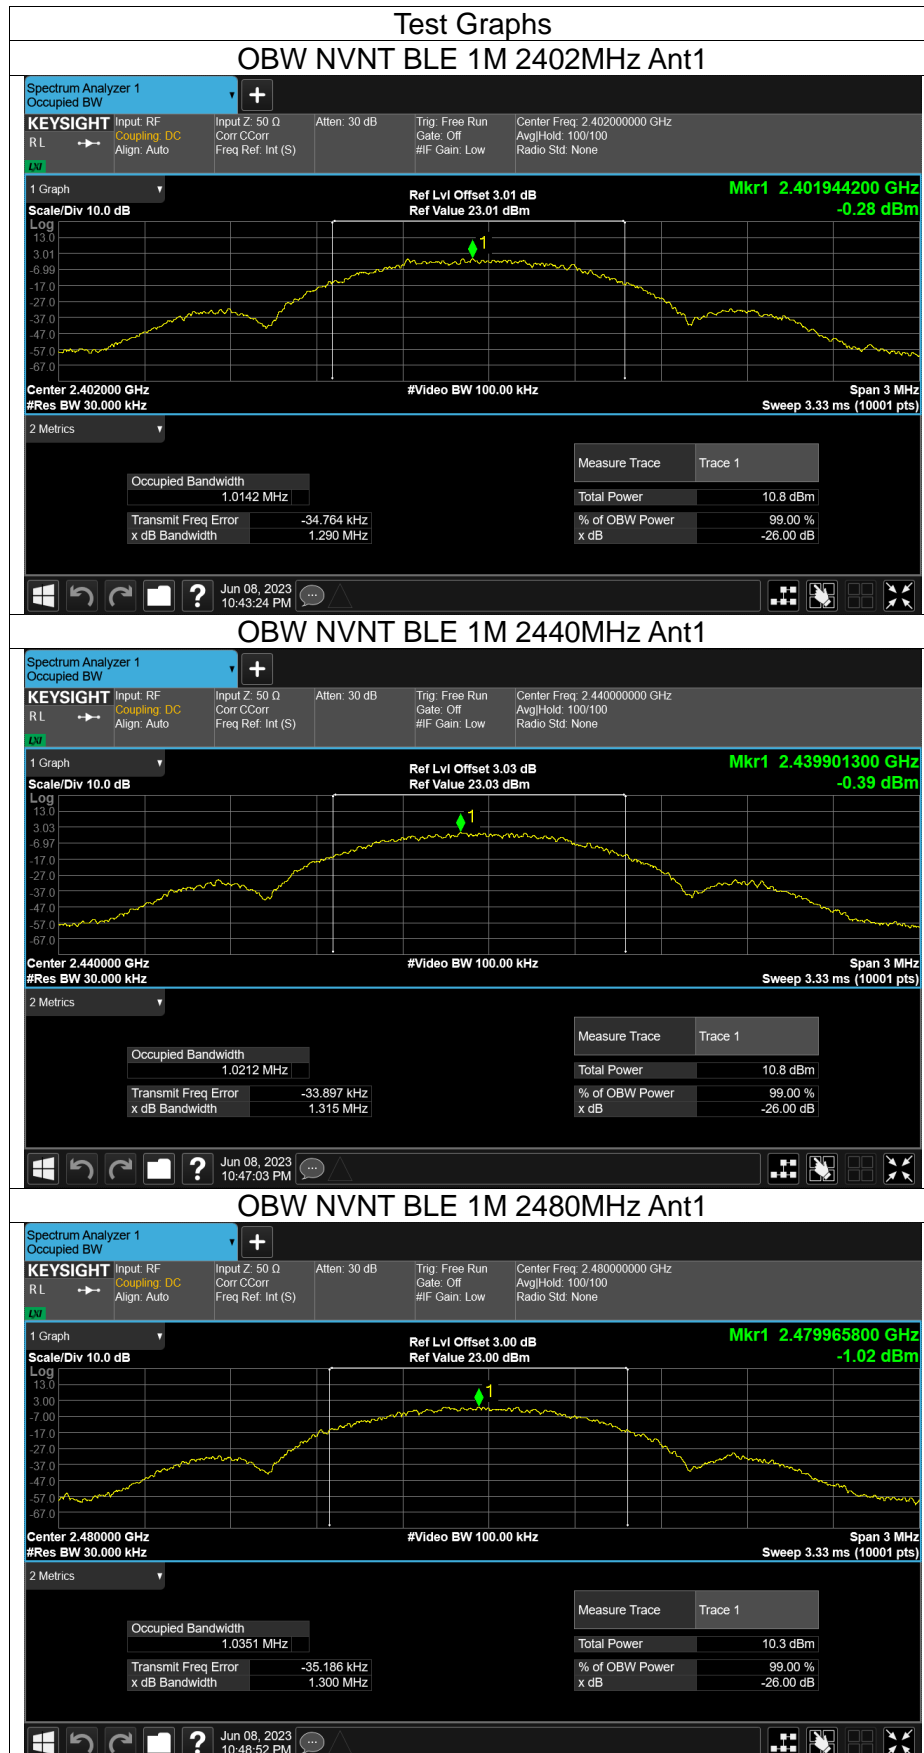 Test Graphs
OBW NVNT BLE 1M 2402MHz Ant1
Spectrum Analyzer 1
Occupied BW
KEYSIGHT Input: RF Input Z: 50 Ω Atten: 30 dB Trig: Free Run Center Freq: 2.402000000 GHz
RL Coupling: DC Corr CCorr Gate: Off Avg|Hold: 100/100
Align: Auto Freq Ref: Int (S) #IF Gain: Low Radio Std: None
LXI
1 Graph Ref Lvl Offset 3.01 dB Mkr1 2.401944200 GHz
Scale/Div 10.0 dB Ref Value 23.01 dBm -0.28 dBm
Log
13.0
3.01
-6.99
-17.0
-27.0
-37.0
-47.0
-57.0
-67.0
1
Center 2.402000 GHz #Video BW 100.00 kHz Span 3 MHz
#Res BW 30.000 kHz Sweep 3.33 ms (10001 pts)
2 Metrics
Measure Trace Trace 1
Occupied Bandwidth
1.0142 MHz Total Power 10.8 dBm
Transmit Freq Error -34.764 kHz % of OBW Power 99.00 %
x dB Bandwidth 1.290 MHz x dB -26.00 dB
Jun 08, 2023
10:43:24 PM
OBW NVNT BLE 1M 2440MHz Ant1
Spectrum Analyzer 1
Occupied BW
KEYSIGHT Input: RF Input Z: 50 Ω Atten: 30 dB Trig: Free Run Center Freq: 2.440000000 GHz
RL Coupling: DC Corr CCorr Gate: Off Avg|Hold: 100/100
Align: Auto Freq Ref: Int (S) #IF Gain: Low Radio Std: None
LXI
1 Graph Ref Lvl Offset 3.03 dB Mkr1 2.439901300 GHz
Scale/Div 10.0 dB Ref Value 23.03 dBm -0.39 dBm
Log
13.0
3.03
-6.97
-17.0
-27.0
-37.0
-47.0
-57.0
-67.0
1
Center 2.440000 GHz #Video BW 100.00 kHz Span 3 MHz
#Res BW 30.000 kHz Sweep 3.33 ms (10001 pts)
2 Metrics
Measure Trace Trace 1
Occupied Bandwidth
1.0212 MHz Total Power 10.8 dBm
Transmit Freq Error -33.897 kHz % of OBW Power 99.00 %
x dB Bandwidth 1.315 MHz x dB -26.00 dB
Jun 08, 2023
10:47:03 PM
OBW NVNT BLE 1M 2480MHz Ant1
Spectrum Analyzer 1
Occupied BW
KEYSIGHT Input: RF Input Z: 50 Ω Atten: 30 dB Trig: Free Run Center Freq: 2.480000000 GHz
RL Coupling: DC Corr CCorr Gate: Off Avg|Hold: 100/100
Align: Auto Freq Ref: Int (S) #IF Gain: Low Radio Std: None
LXI
1 Graph Ref Lvl Offset 3.00 dB Mkr1 2.479965800 GHz
Scale/Div 10.0 dB Ref Value 23.00 dBm -1.02 dBm
Log
13.0
3.00
-7.00
-17.0
-27.0
-37.0
-47.0
-57.0
-67.0
1
Center 2.480000 GHz #Video BW 100.00 kHz Span 3 MHz
#Res BW 30.000 kHz Sweep 3.33 ms (10001 pts)
2 Metrics
Measure Trace Trace 1
Occupied Bandwidth
1.0351 MHz Total Power 10.3 dBm
Transmit Freq Error -35.186 kHz % of OBW Power 99.00 %
x dB Bandwidth 1.300 MHz x dB -26.00 dB
Jun 08, 2023
10:48:52 PM